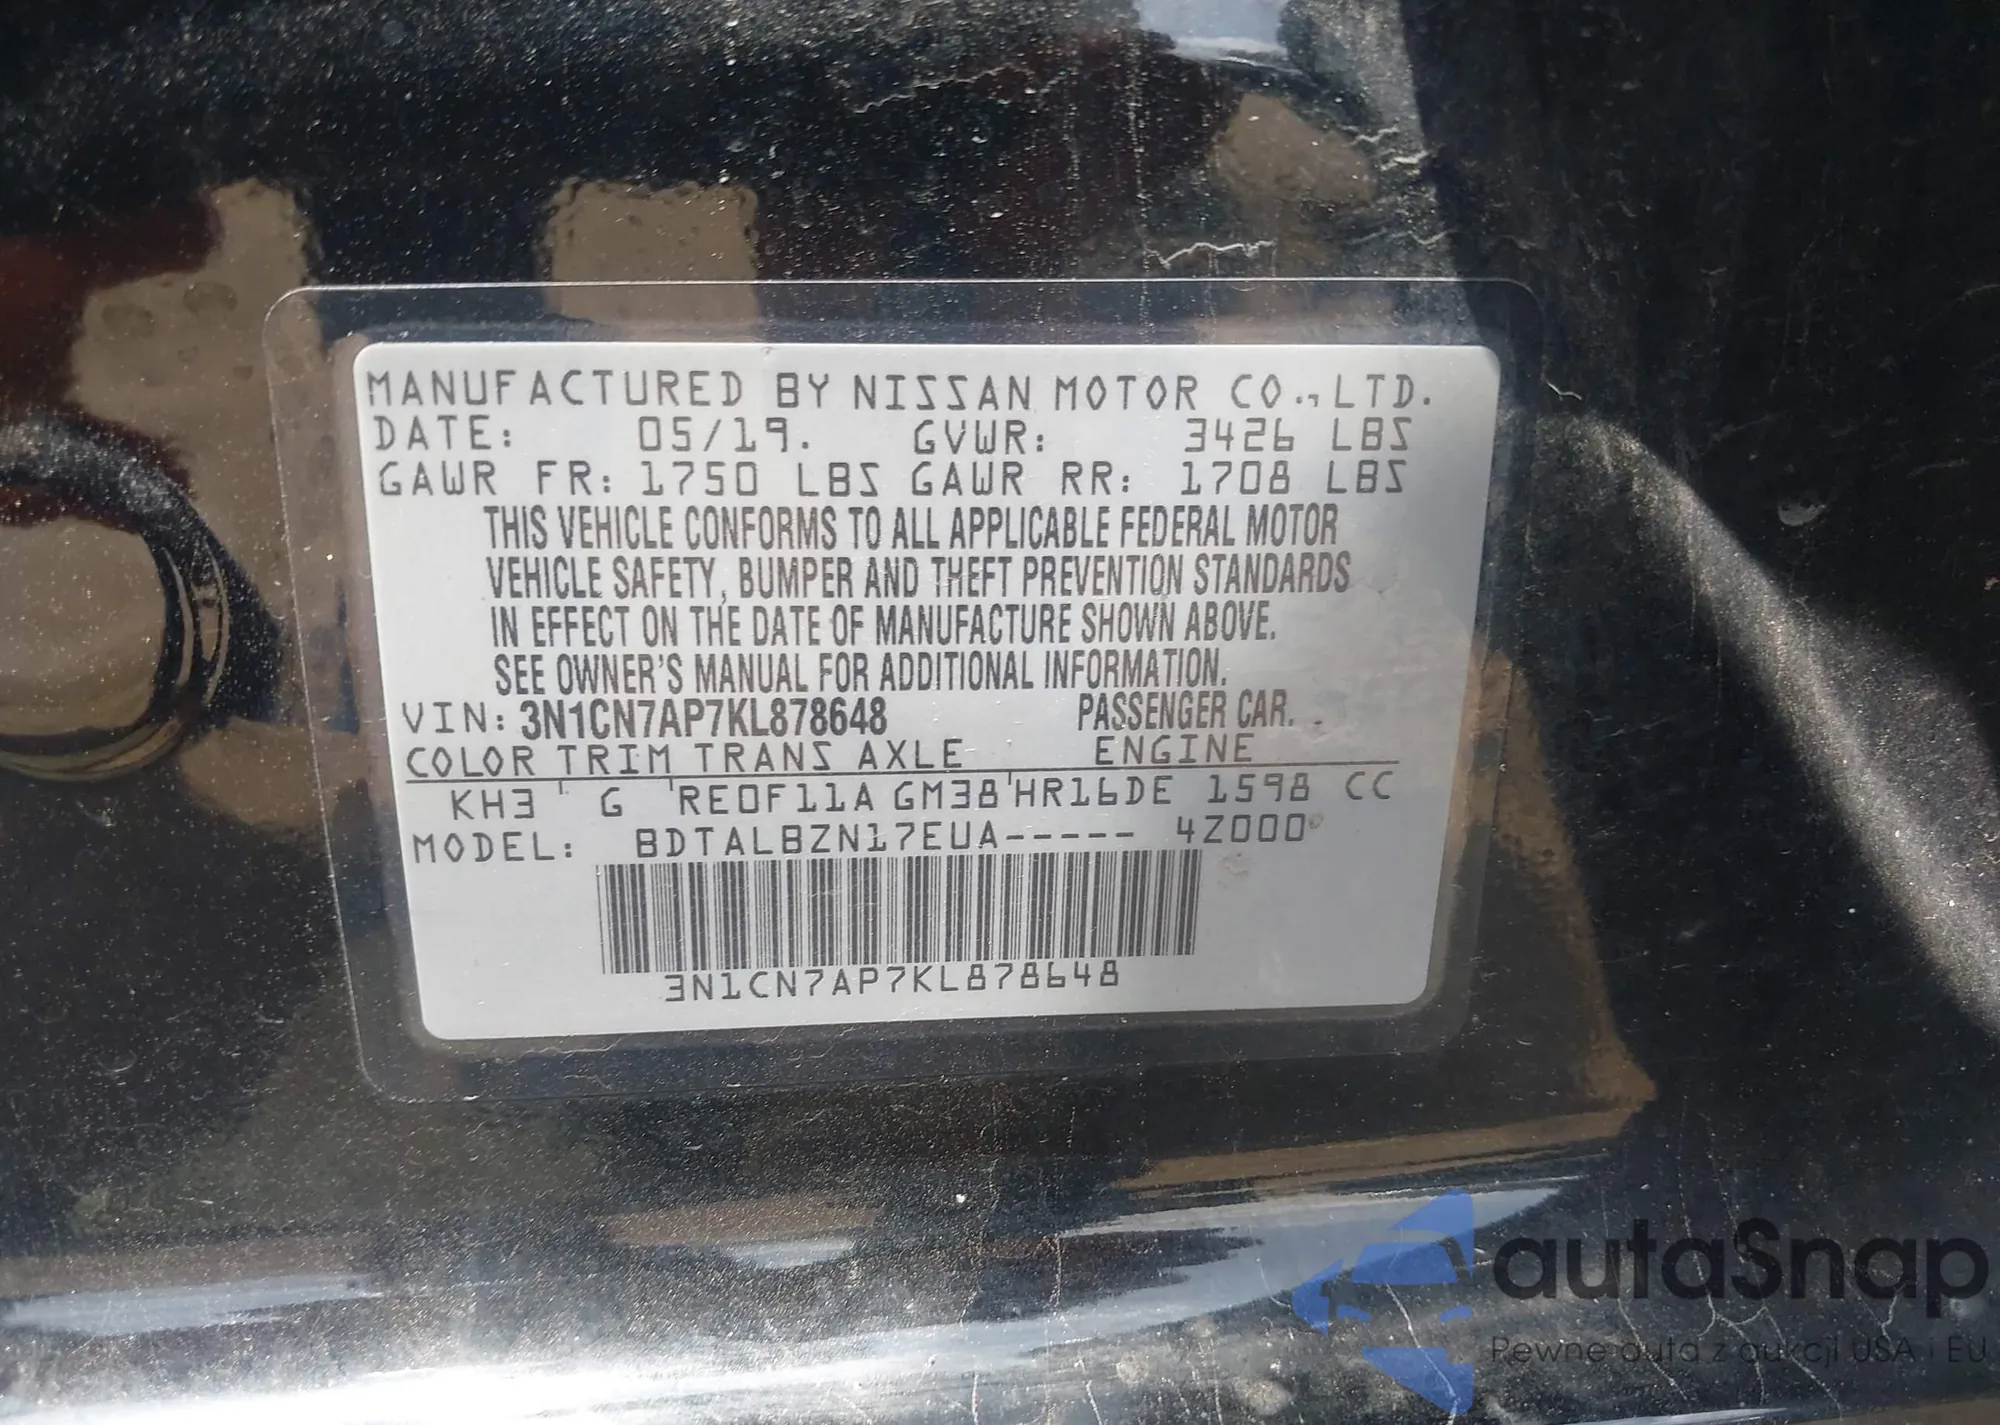 MANUFACTURED BY NISSAN MOTOR CO., LTD.
DATE: 05/19. GVWR: 3426 LBS
GAWR FR: 1750 LBS GAWR RR: 1708 LBS
THIS VEHICLE CONFORMS TO ALL APPLICABLE FEDERAL MOTOR
VEHICLE SAFETY, BUMPER AND THEFT PREVENTION STANDARDS
IN EFFECT ON THE DATE OF MANUFACTURE SHOWN ABOVE.
SEE OWNER'S MANUAL FOR ADDITIONAL INFORMATION.
VIN: 3N1CN7AP7KL878648 PASSENGER CAR.
COLOR TRIM TRANS AXLE ENGINE
KH3 G RE0F11A GM38 HR16DE 1598 CC
MODEL: BDTALBZN17EUA----- 4Z000
3N1CN7AP7KL878648
autaSnap
Pewne auta z aukcji USA i EU